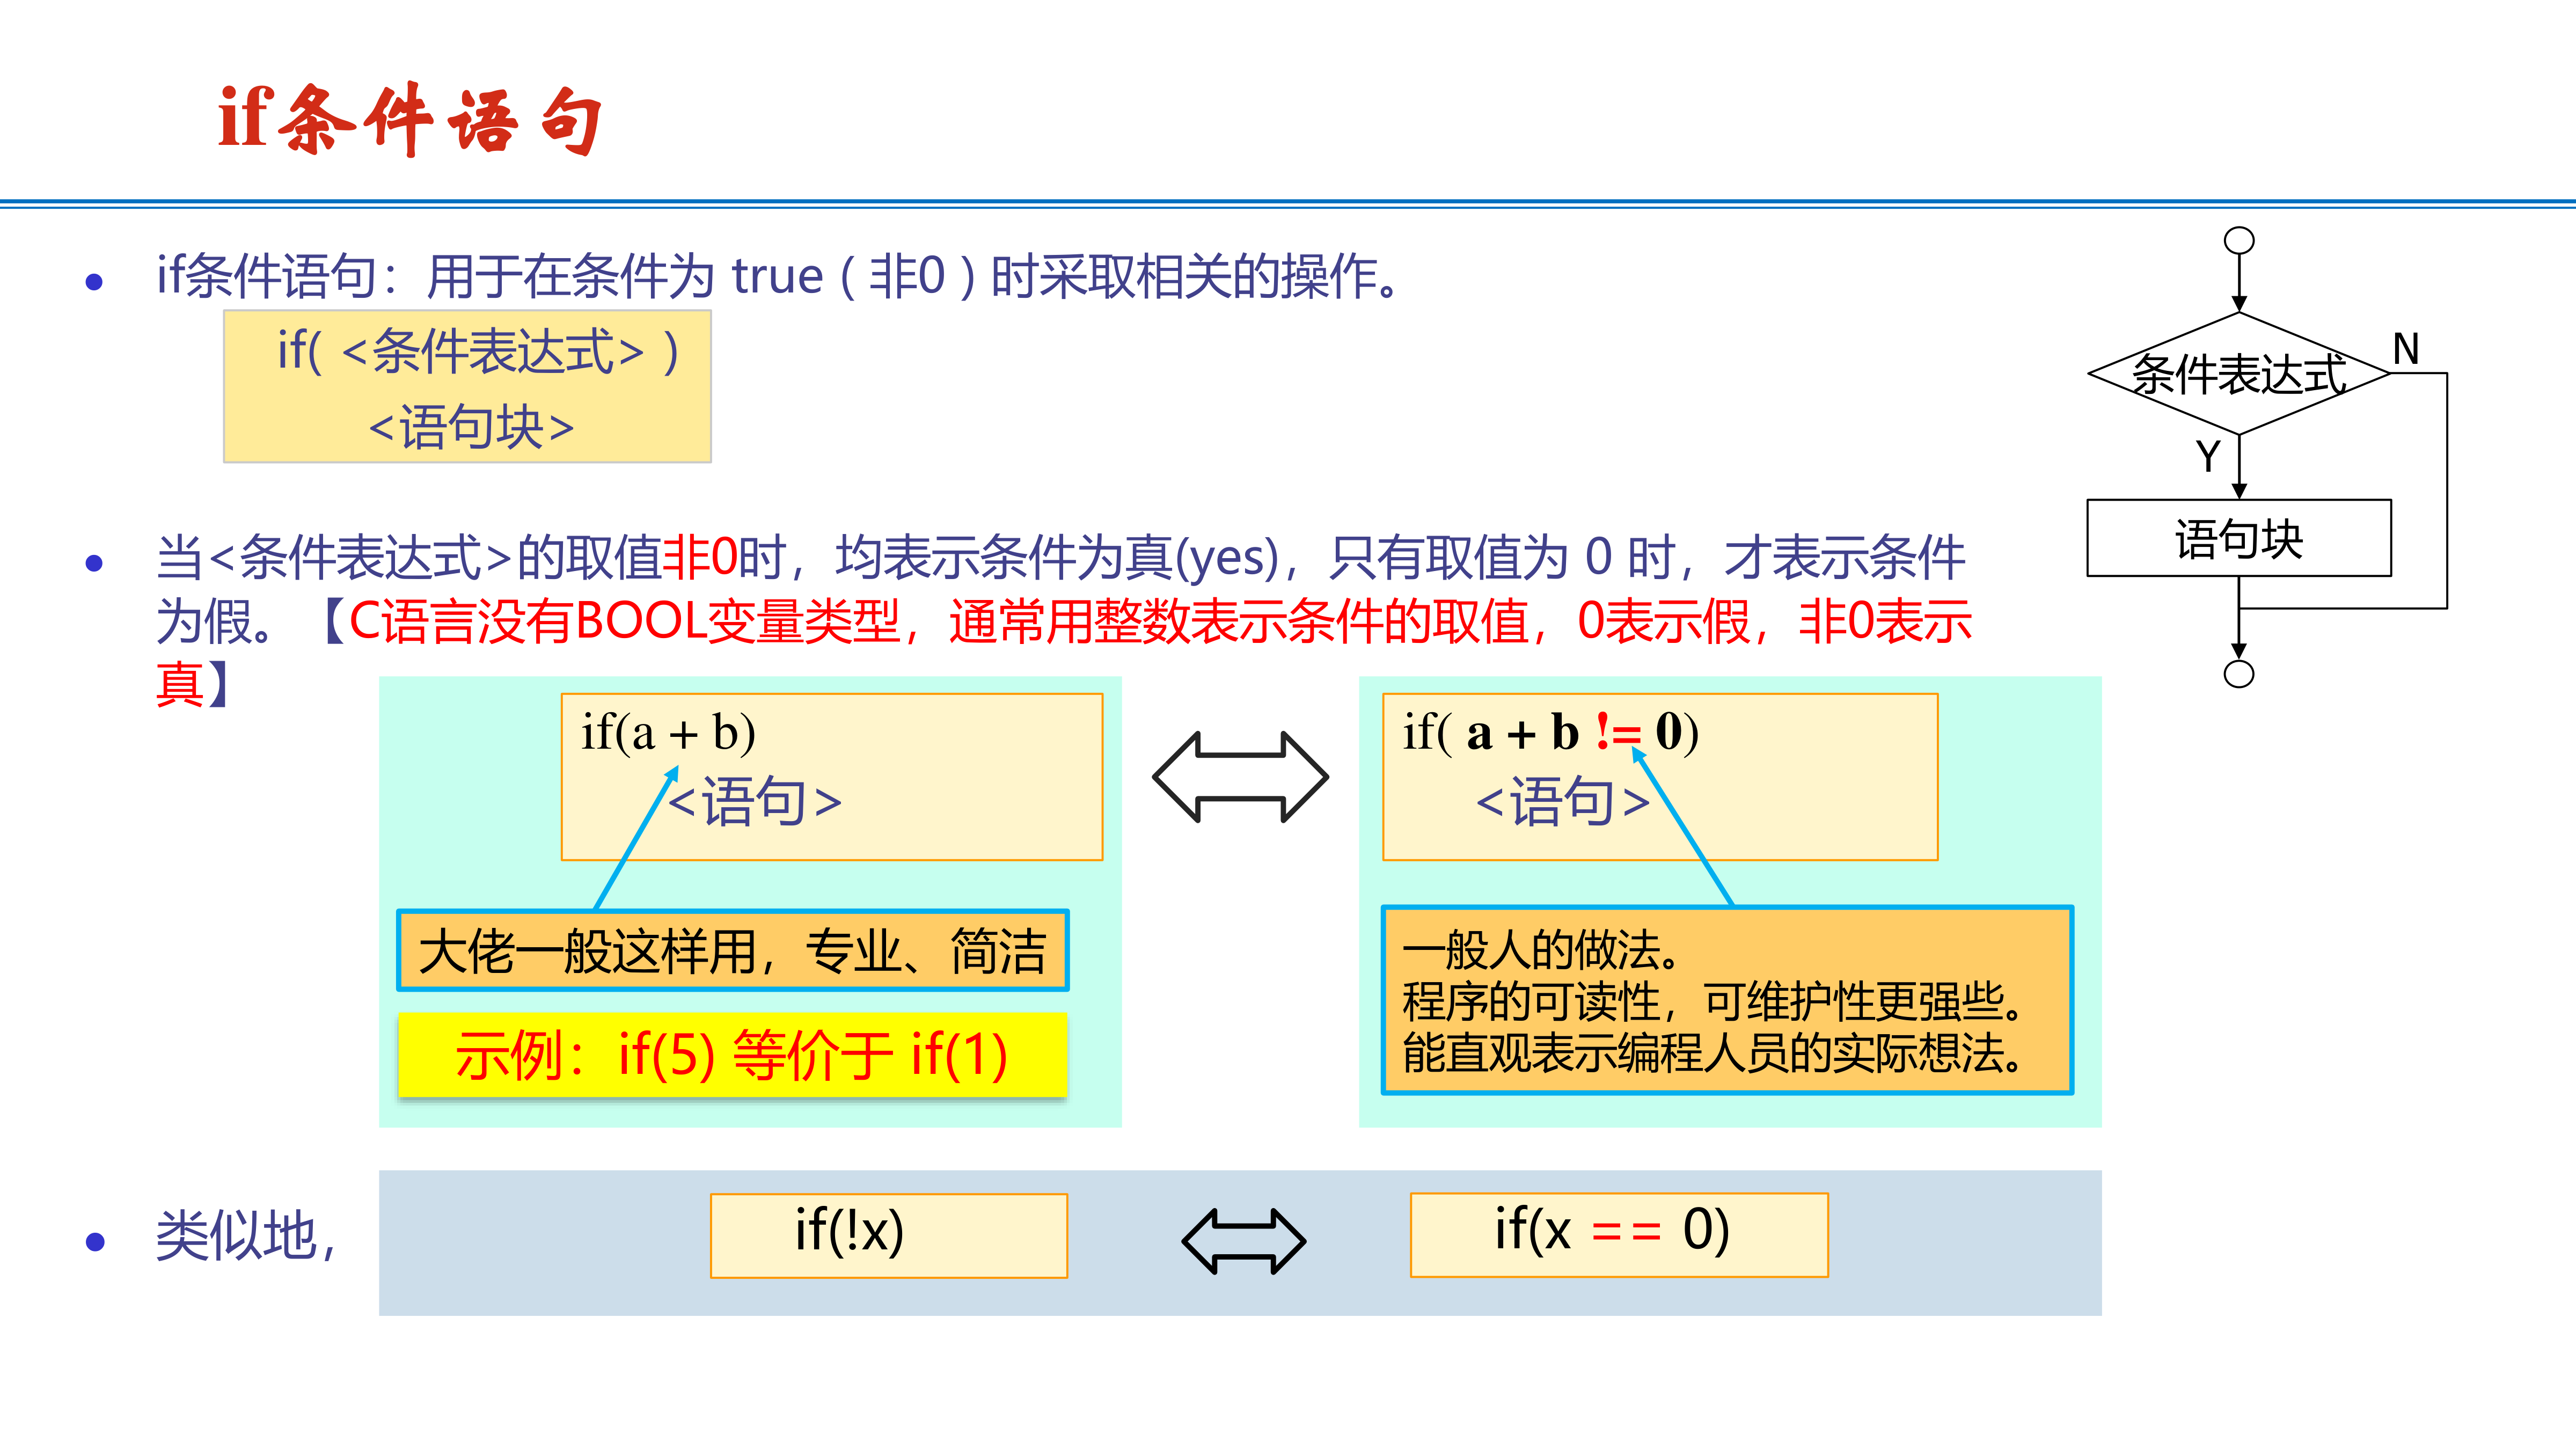 if条件语句
if条件语句：用于在条件为 true（非0）时采取相关的操作。
if( <条件表达式> )
<语句块>
条件表达式
N
Y
语句块
当<条件表达式>的取值非0时，均表示条件为真(yes)，只有取值为 0 时，才表示条件
为假。【C语言没有BOOL变量类型，通常用整数表示条件的取值，0表示假，非0表示
真】
if(a + b)
<语句>
大佬一般这样用，专业、简洁
示例：if(5) 等价于 if(1)
if( a + b != 0)
<语句>
一般人的做法。
程序的可读性，可维护性更强些。
能直观表示编程人员的实际想法。
类似地，
if(!x)
if(x == 0)